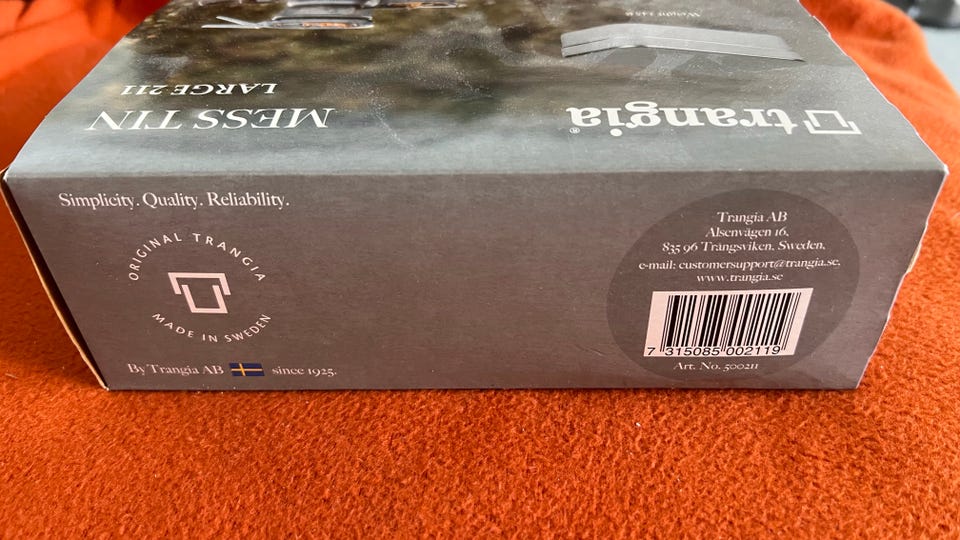 MESS TIN
LARGE 211
trangia®
Simplicity. Quality. Reliability.
ORIGINAL TRANGIA
MADE IN SWEDEN
By Trangia AB since 1925.
Trangia AB
Alsenvägen 16,
835 96 Trångsviken, Sweden,
e-mail: customersupport@trangia.se,
www.trangia.se
7 315085 002119
Art. No. 500211